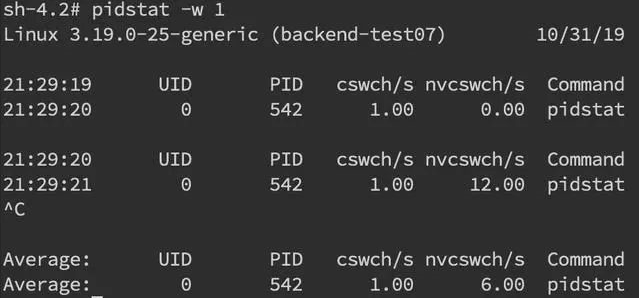 sh-4.2# pidstat -w 1
Linux 3.19.0-25-generic (backend-test07) 10/31/19
21:29:19 UID PID cswch/s nvcswch/s Command
21:29:20 0 542 1.00 0.00 pidstat
21:29:20 UID PID cswch/s nvcswch/s Command
21:29:21 0 542 1.00 12.00 pidstat
^C
Average: UID PID cswch/s nvcswch/s Command
Average: 0 542 1.00 6.00 pidstat